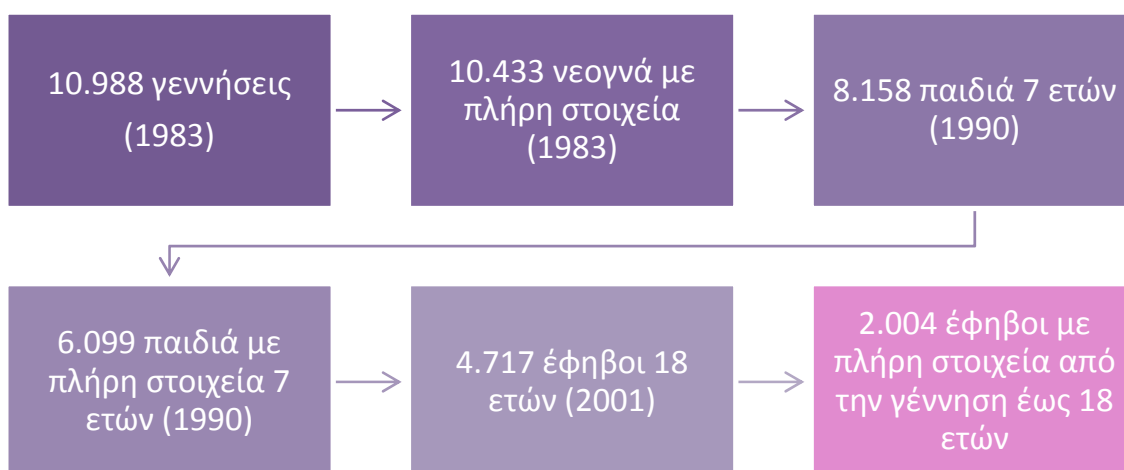 10.988 γεννήσεις
(1983)
10.433 νεογνά με
πλήρη στοιχεία
(1983)
8.158 παιδιά 7 ετών
(1990)
6.099 παιδιά με
πλήρη στοιχεία 7
ετών (1990)
4.717 έφηβοι 18
ετών (2001)
2.004 έφηβοι με
πλήρη στοιχεία από
την γέννηση έως 18
ετών